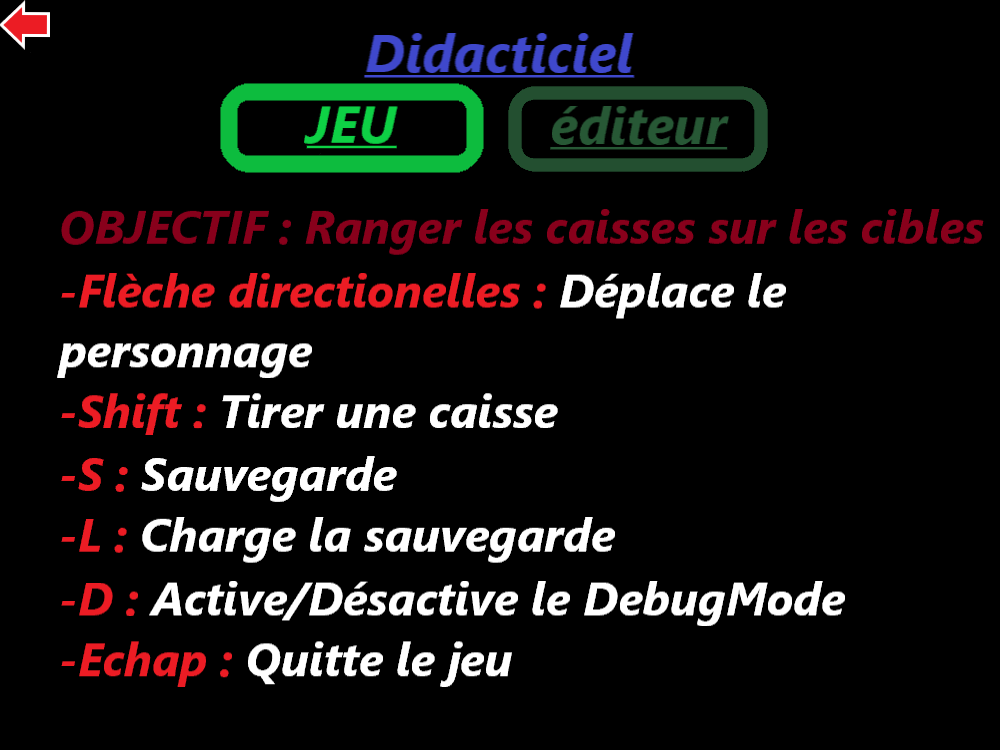 Didacticiel
JEU
éditeur
OBJECTIF : Ranger les caisses sur les cibles
-Flèche directionelles : Déplace le
personnage
-Shift : Tirer une caisse
-S : Sauvegarde
-L : Charge la sauvegarde
-D : Active/Désactive le DebugMode
-Echap : Quitte le jeu